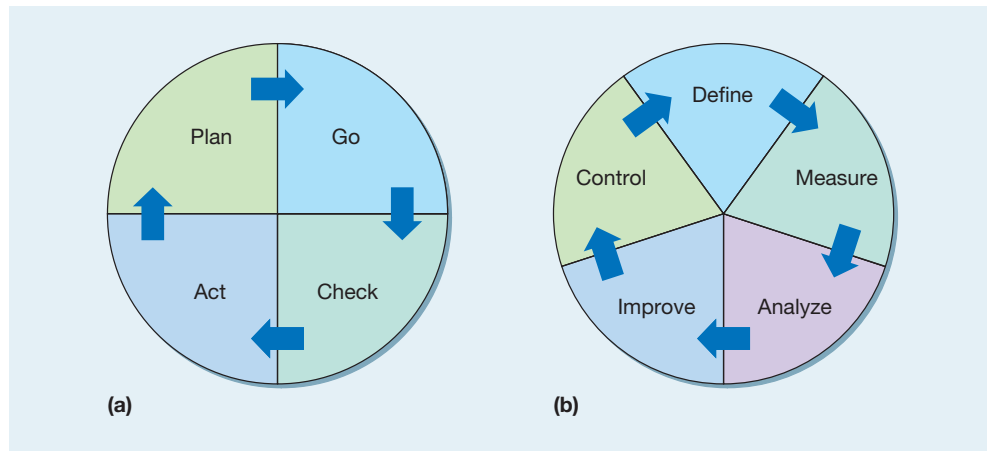 Plan
Go
Act
Check
(a)
Define
Control
Measure
Improve
Analyze
(b)